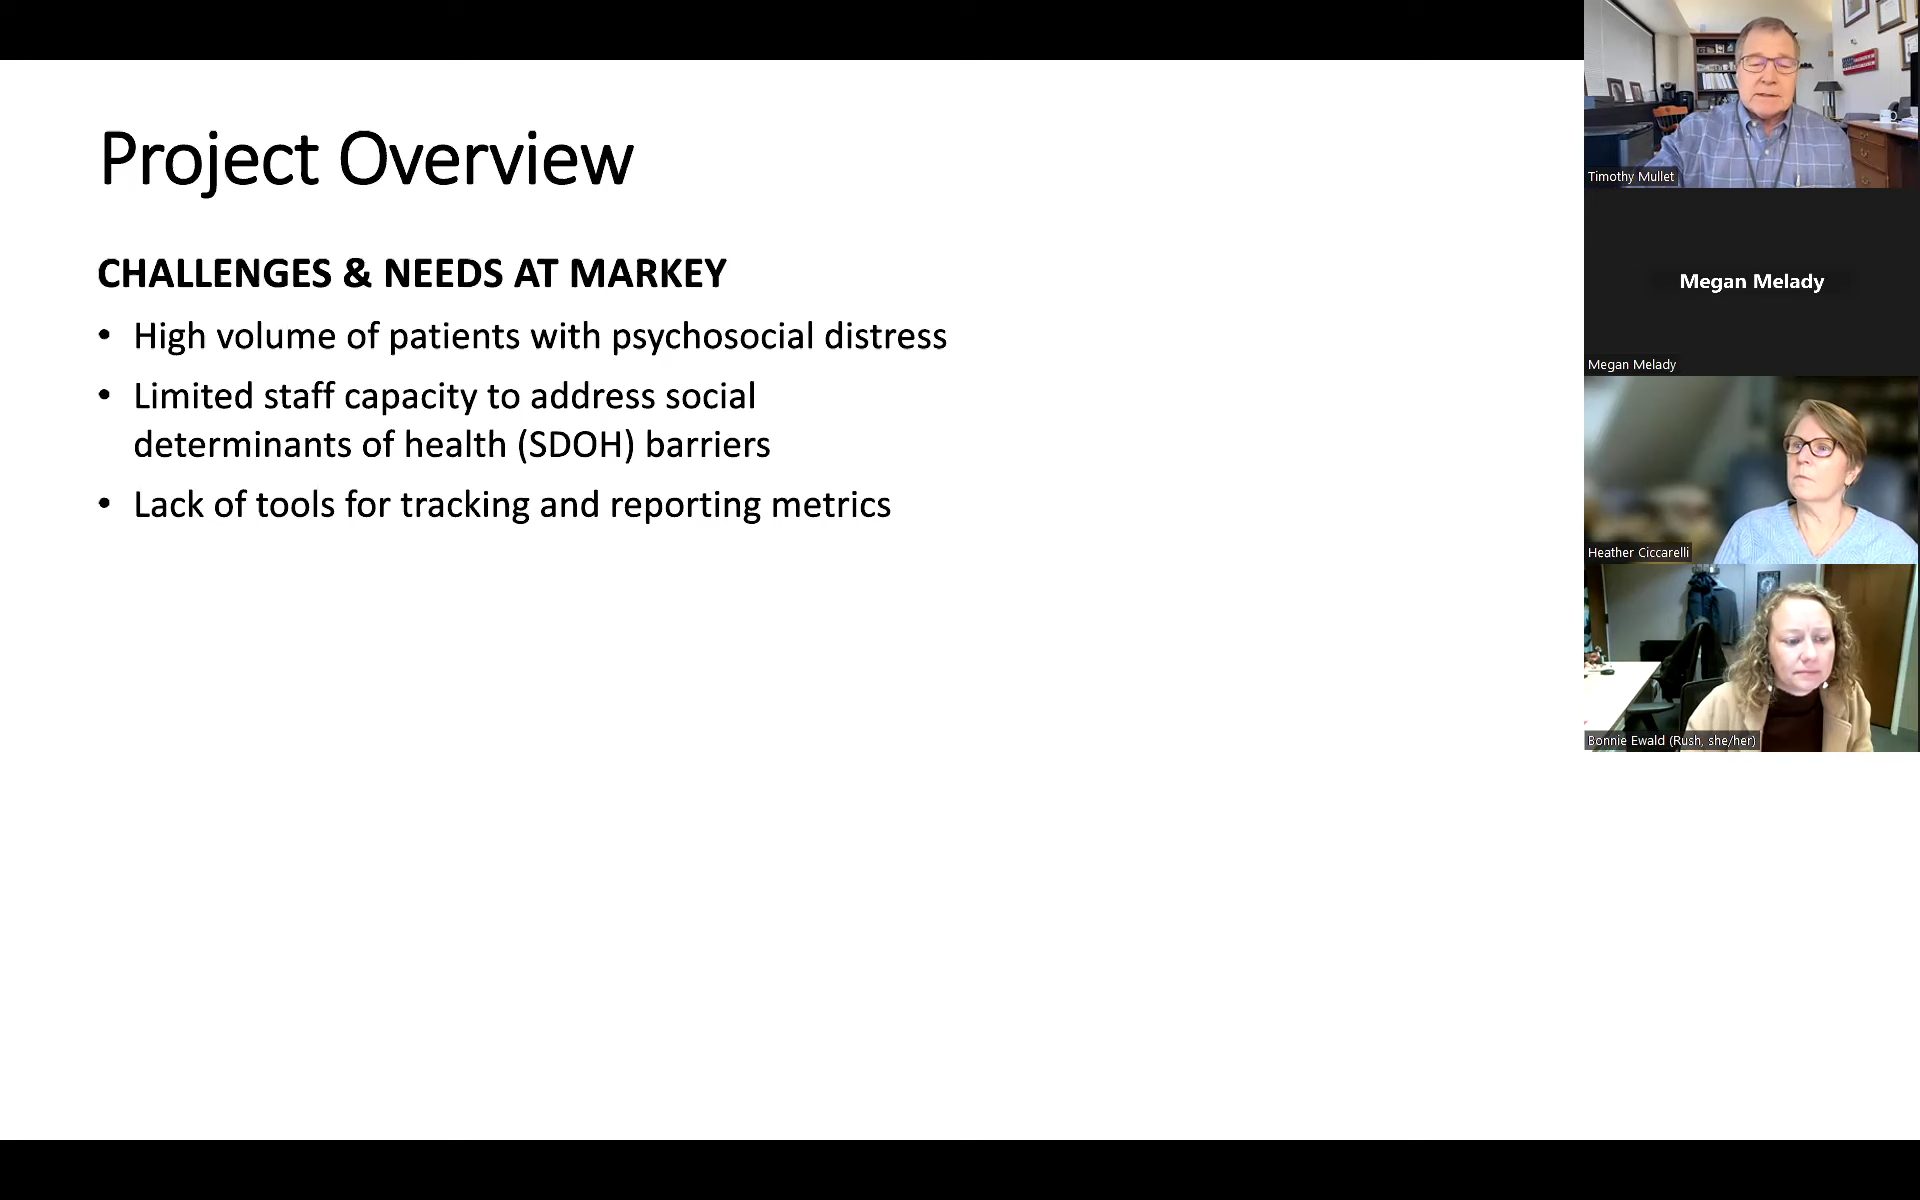 Project Overview
CHALLENGES & NEEDS AT MARKEY
• High volume of patients with psychosocial distress
• Limited staff capacity to address social
determinants of health (SDOH) barriers
• Lack of tools for tracking and reporting metrics
Timothy Mullet
Megan Melady
Megan Melady
Heather Ciccarelli
Bonnie Ewald (Rush, she/her)